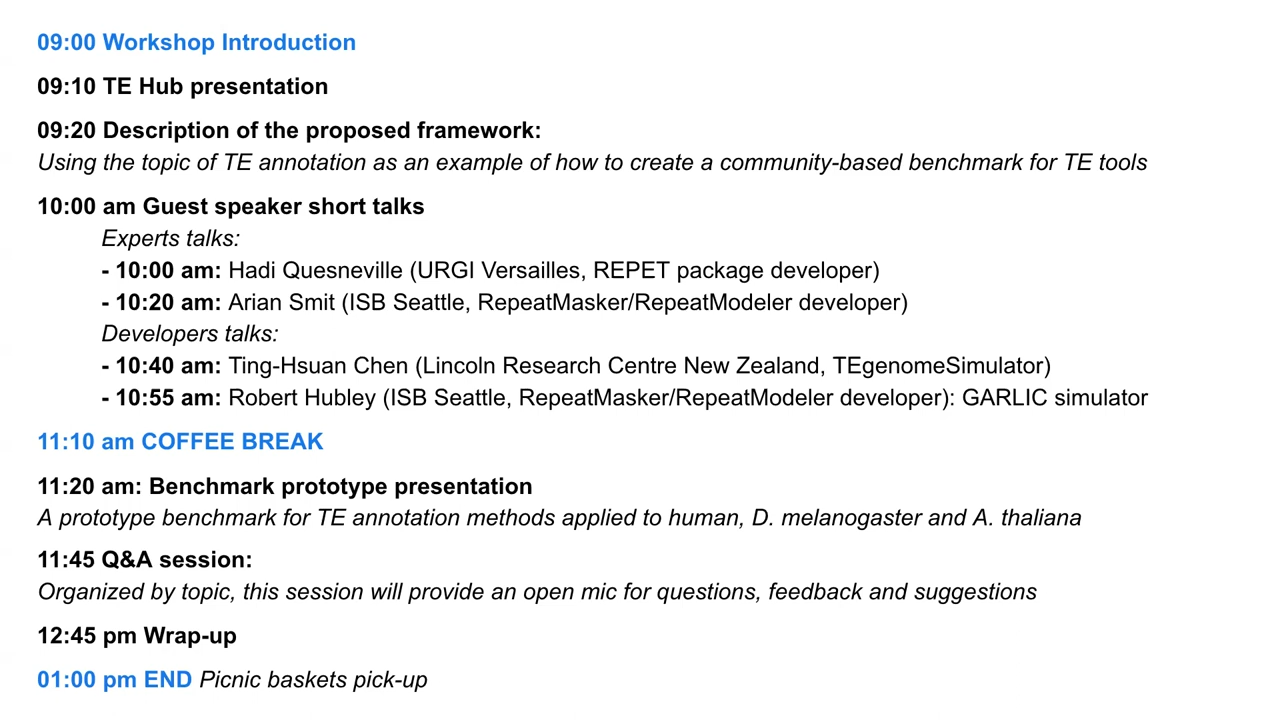 09:00 Workshop Introduction
09:10 TE Hub presentation
09:20 Description of the proposed framework:
Using the topic of TE annotation as an example of how to create a community-based benchmark for TE tools
10:00 am Guest speaker short talks
Experts talks:
- 10:00 am: Hadi Quesneville (URGI Versailles, REPET package developer)
- 10:20 am: Arian Smit (ISB Seattle, RepeatMasker/RepeatModeler developer)
Developers talks:
- 10:40 am: Ting-Hsuan Chen (Lincoln Research Centre New Zealand, TEgenomeSimulator)
- 10:55 am: Robert Hubley (ISB Seattle, RepeatMasker/RepeatModeler developer): GARLIC simulator
11:10 am COFFEE BREAK
11:20 am: Benchmark prototype presentation
A prototype benchmark for TE annotation methods applied to human, D. melanogaster and A. thaliana
11:45 Q&A session:
Organized by topic, this session will provide an open mic for questions, feedback and suggestions
12:45 pm Wrap-up
01:00 pm END Picnic baskets pick-up